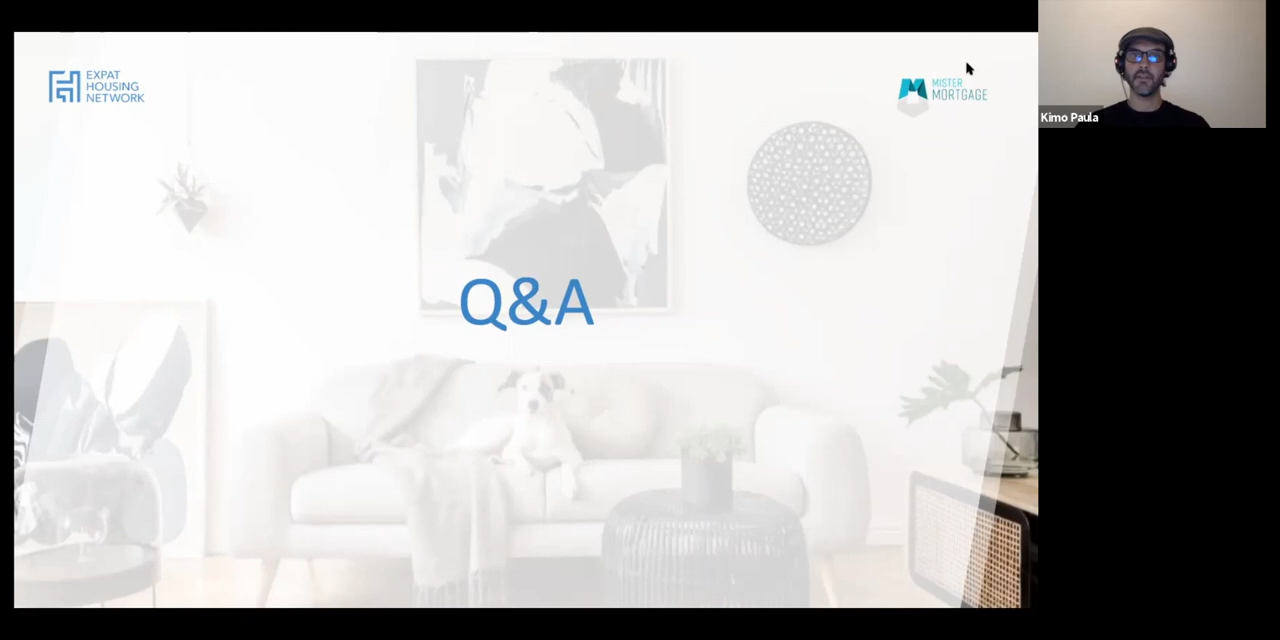 EXPAT
HOUSING
NETWORK
MISTER
MORTGAGE
Kimo Paula
Q&A